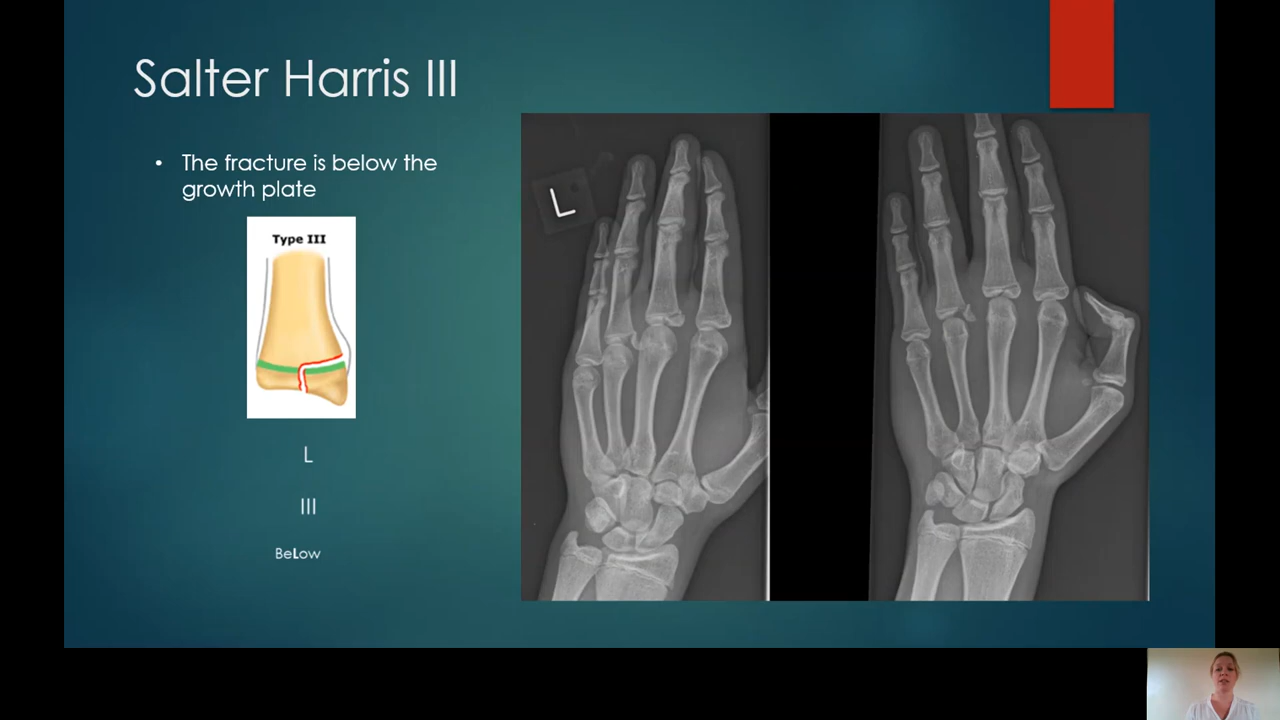 Salter Harris III
• The fracture is below the
growth plate
Type III
L
III
BeLow
L